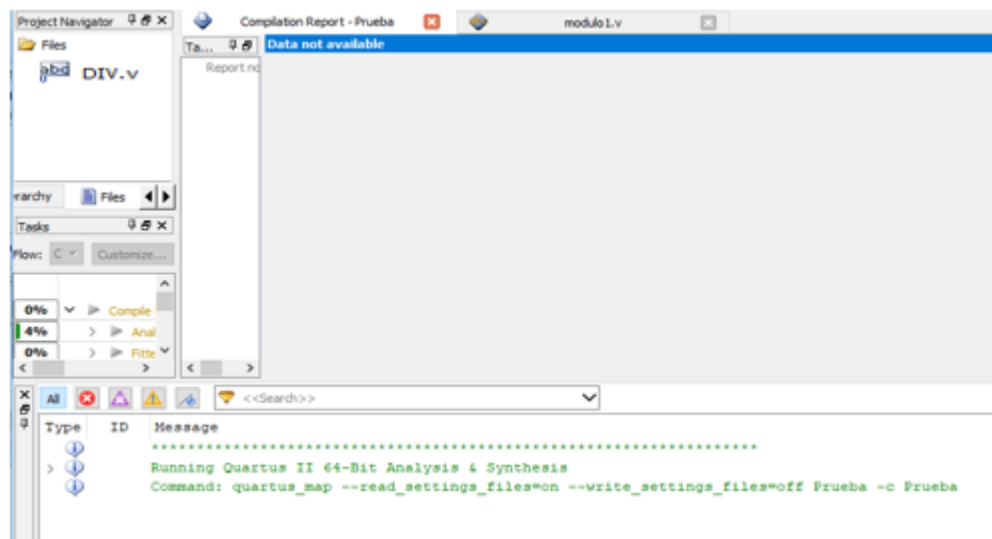 Project Navigator
Compilation Report - Prueba
modulo1.v
Files
Ta...
Data not available
DIV.v
Report no
rarchy
Files
Tasks
Flow: C
Customize...
0% Compile
4% Anal
0% Fitte
All
<<Search>>
Type ID Message
**********************************************************************
Running Quartus II 64-Bit Analysis & Synthesis
Command: quartus_map --read_settings_files=on --write_settings_files=off Prueba -c Prueba